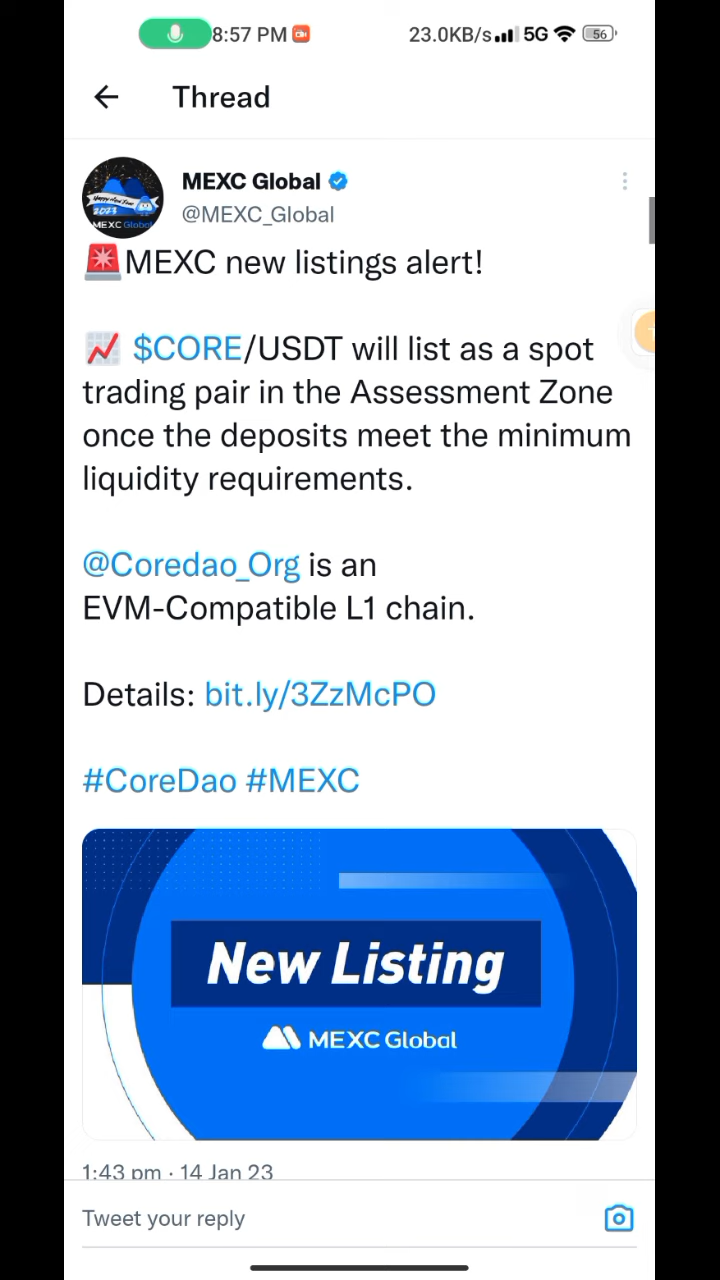 8:57 PM 23.0KB/s 5G 56
Thread
MEXC Global
@MEXC_Global
🚨MEXC new listings alert!
📈 $CORE/USDT will list as a spot
trading pair in the Assessment Zone
once the deposits meet the minimum
liquidity requirements.
@Coredao_Org is an
EVM-Compatible L1 chain.
Details: bit.ly/3ZzMcPO
#CoreDao #MEXC
New Listing
MEXC Global
1:43 pm · 14 Jan 23
Tweet your reply